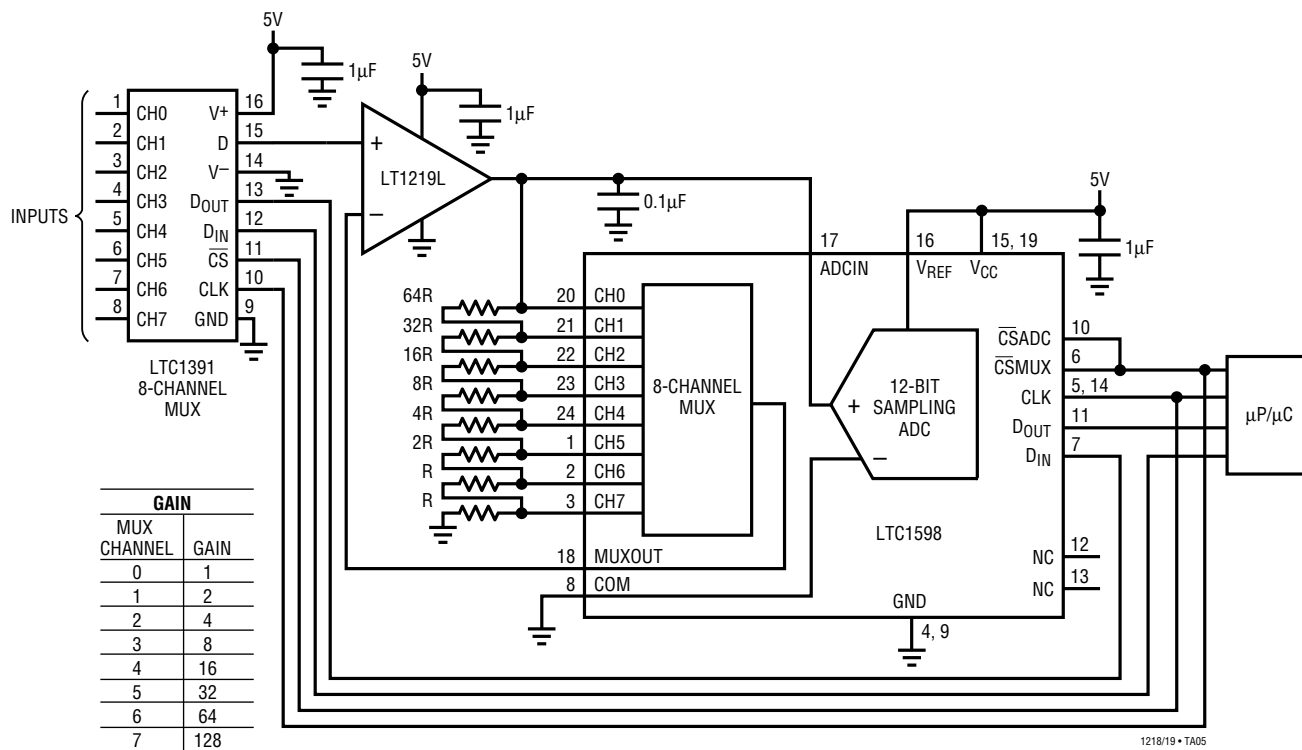 5V
1µF
5V
1µF
INPUTS
1 CH0 V+ 16
2 CH1 D 15
3 CH2 V– 14
4 CH3 DOUT 13
5 CH4 DIN 12
6 CH5 CS 11
7 CH6 CLK 10
8 CH7 GND 9
LTC1391
8-CHANNEL
MUX
+
–
LT1219L
0.1µF
5V
1µF
17
ADCIN
16
VREF
15, 19
VCC
64R 20 CH0
32R 21 CH1
16R 22 CH2
8R 23 CH3
4R 24 CH4
2R 1 CH5
R 2 CH6
R 3 CH7
8-CHANNEL
MUX
+
–
12-BIT
SAMPLING
ADC
CSADC 10
CSMUX 6
CLK 5, 14
DOUT 11
DIN 7
µP/µC
LTC1598
NC 12
NC 13
18 MUXOUT
8 COM
GND
4, 9
GAIN
MUX
CHANNEL GAIN
0 1
1 2
2 4
3 8
4 16
5 32
6 64
7 128
1218/19 • TA05